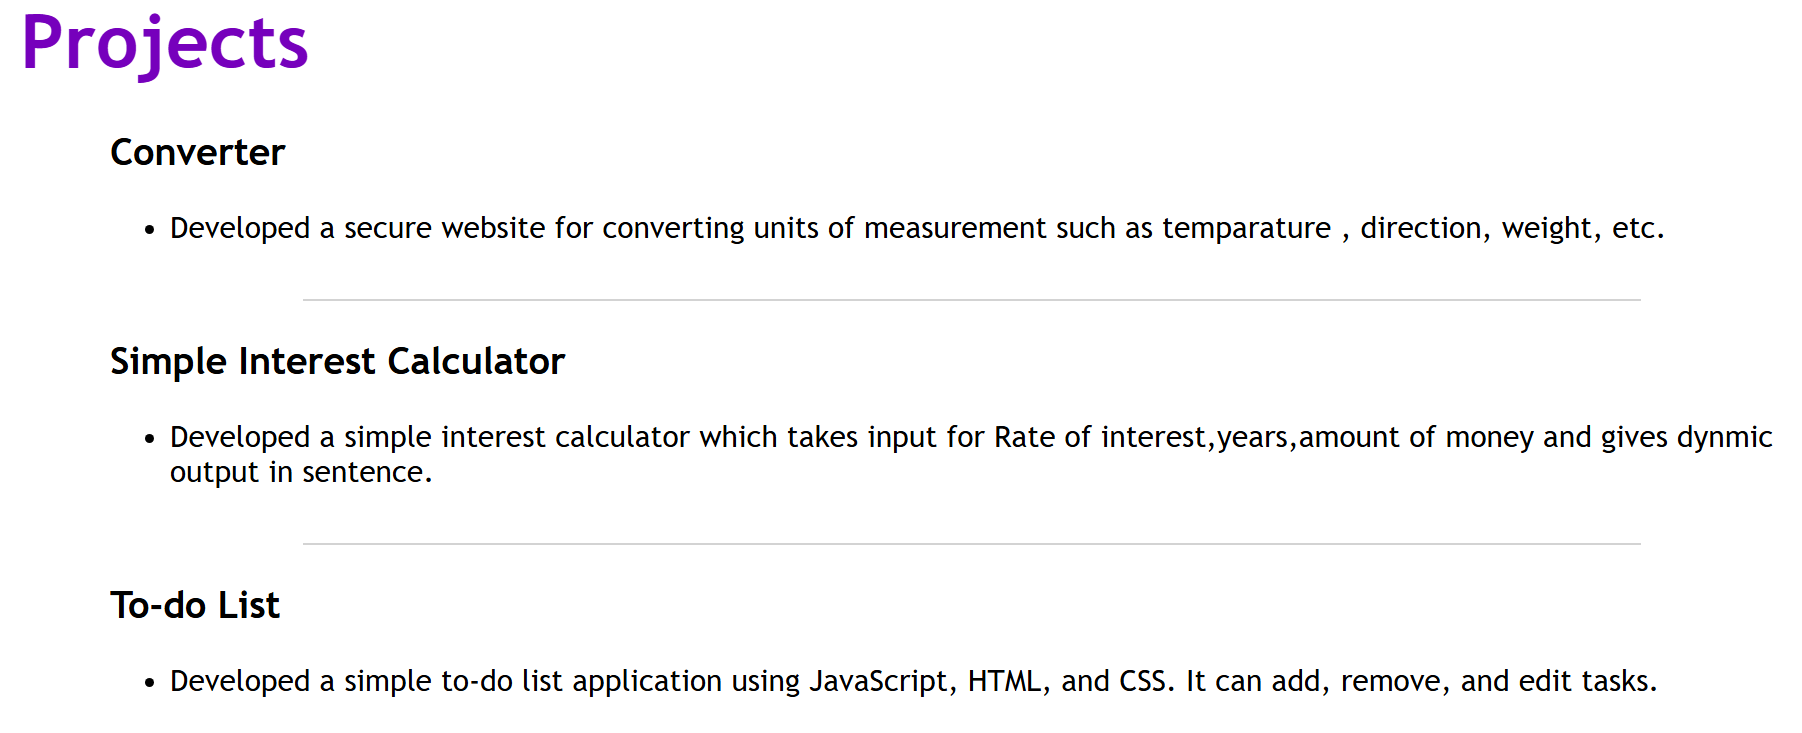 Projects
Converter
• Developed a secure website for converting units of measurement such as temparature , direction, weight, etc.
Simple Interest Calculator
• Developed a simple interest calculator which takes input for Rate of interest,years,amount of money and gives dynmic
output in sentence.
To-do List
• Developed a simple to-do list application using JavaScript, HTML, and CSS. It can add, remove, and edit tasks.